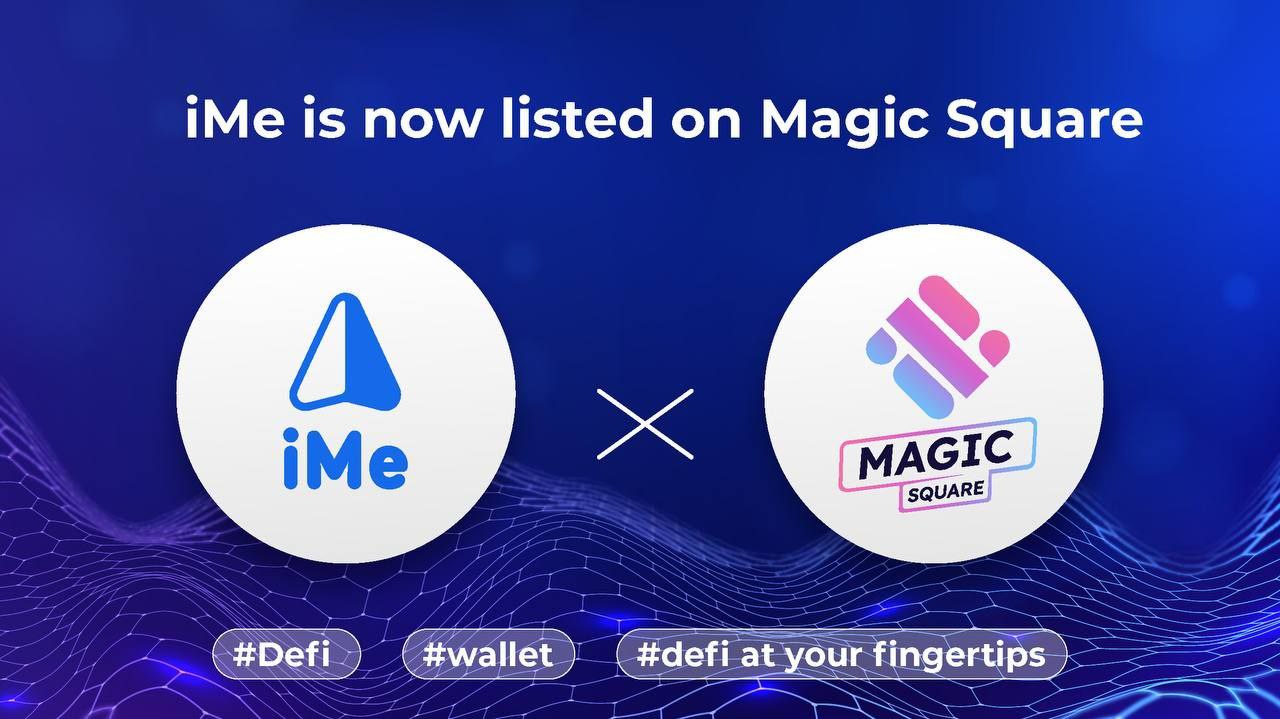 iMe is now listed on Magic Square
iMe
MAGIC
SQUARE
#Defi
#wallet
#defi at your fingertips